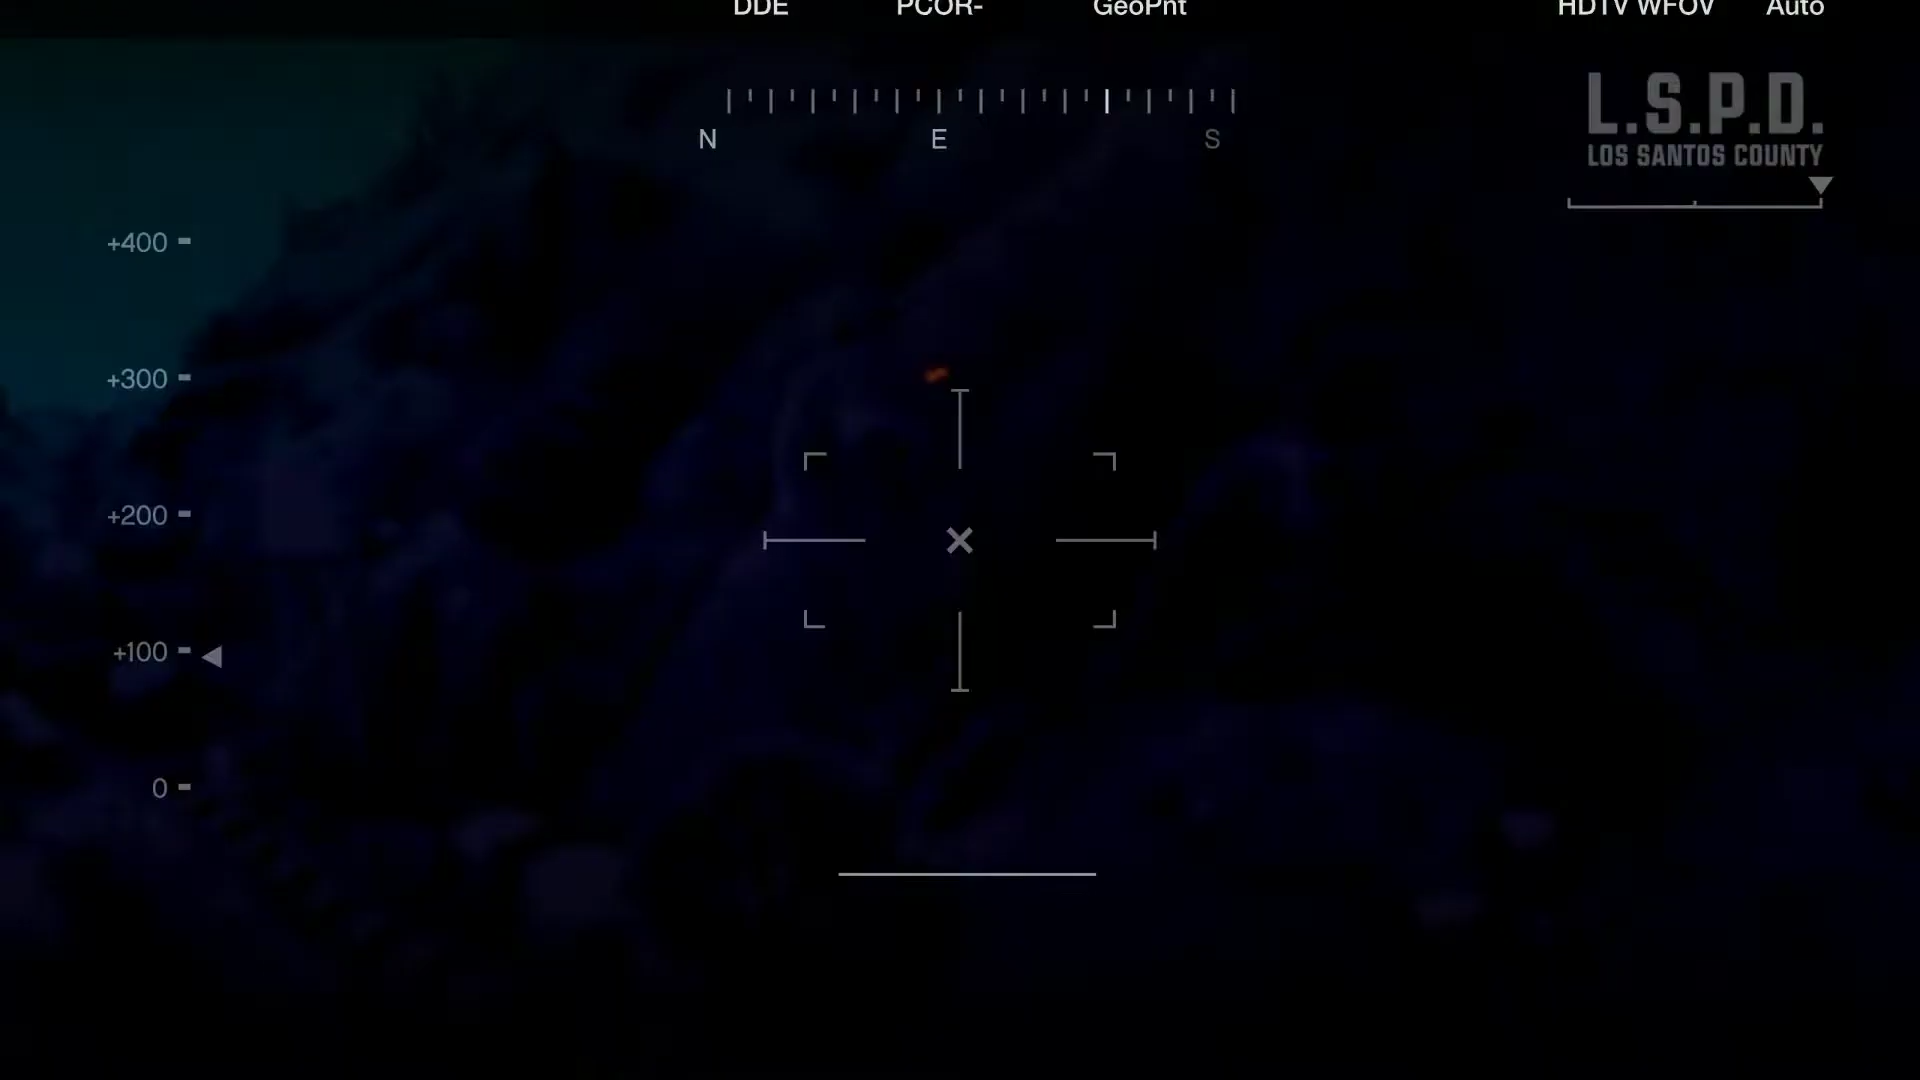 DDE PCOR- GeoPnt HDTV WFOV Auto
L.S.P.D.
LOS SANTOS COUNTY
N E S
+400
+300
+200
+100
0